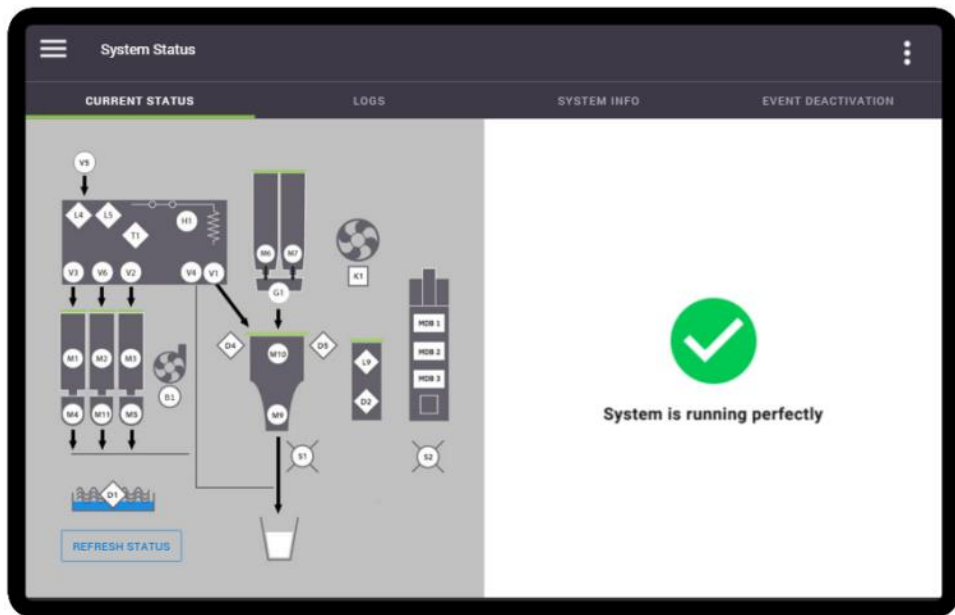 System Status
CURRENT STATUS
LOGS
SYSTEM INFO
EVENT DEACTIVATION
V5
L4
L5
T1
H1
V3
V6
V2
V4
V1
M6
M7
G1
K1
M1
M2
M3
B1
M4
M11
M5
D4
M10
D5
M9
L9
D2
MDB 1
MDB 2
MDB 3
S1
S2
D1
REFRESH STATUS
System is running perfectly